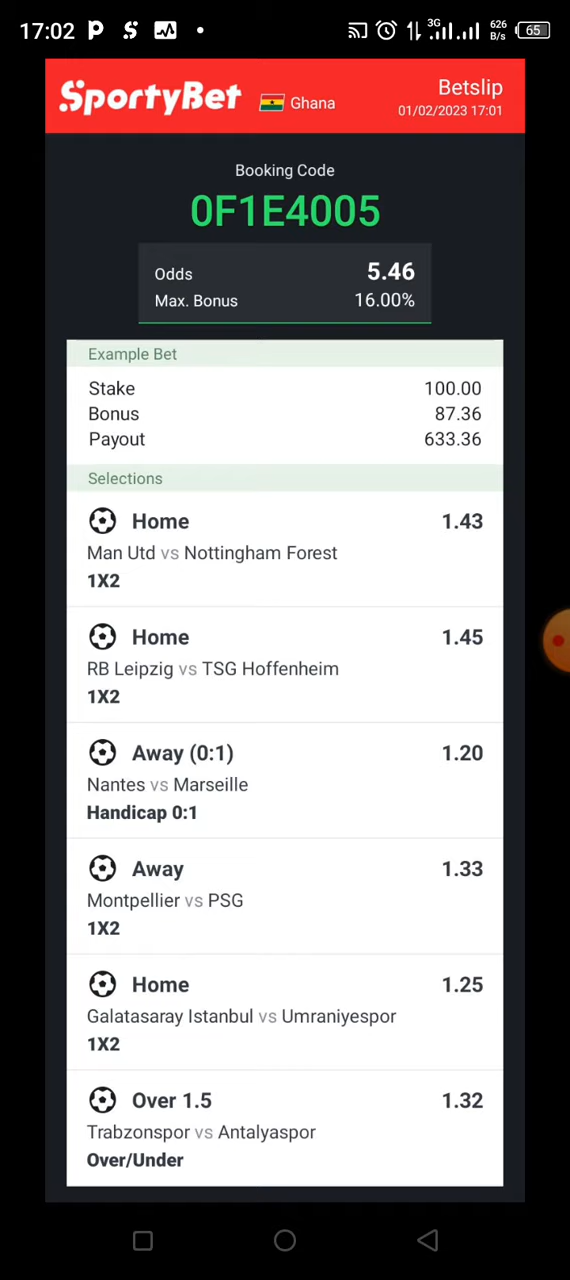 17:02 3G 626 B/s 65
SportyBet Ghana Betslip
01/02/2023 17:01
Booking Code
0F1E4005
Odds 5.46
Max. Bonus 16.00%
Example Bet
Stake 100.00
Bonus 87.36
Payout 633.36
Selections
Home 1.43
Man Utd vs Nottingham Forest
1X2
Home 1.45
RB Leipzig vs TSG Hoffenheim
1X2
Away (0:1) 1.20
Nantes vs Marseille
Handicap 0:1
Away 1.33
Montpellier vs PSG
1X2
Home 1.25
Galatasaray Istanbul vs Umraniyespor
1X2
Over 1.5 1.32
Trabzonspor vs Antalyaspor
Over/Under